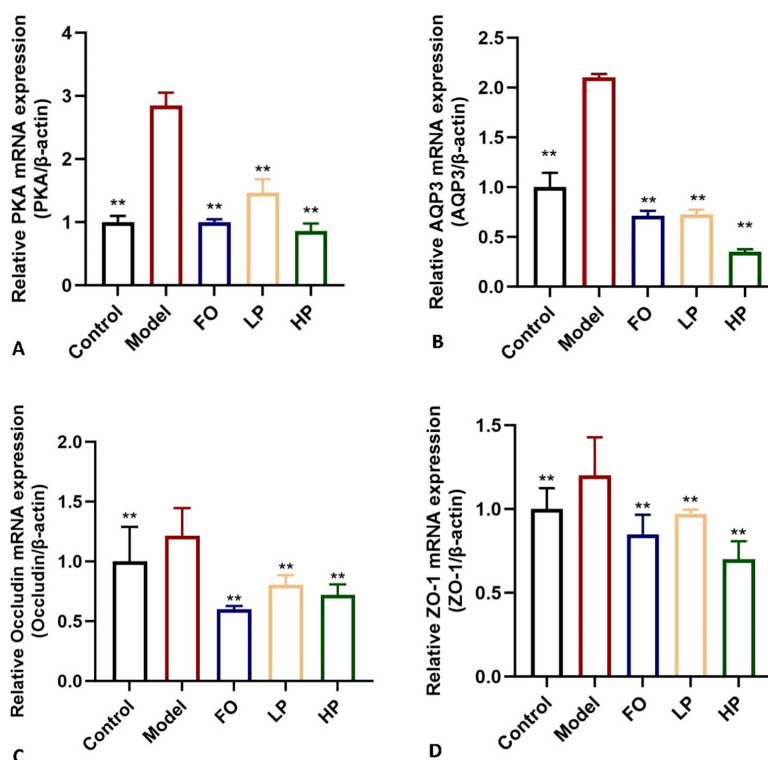 Relative PKA mRNA expression
(PKA/β-actin)
4
3
2
1
0
**
**
**
**
Control
Model
FO
LP
HP
A
Relative AQP3 mRNA expression
(AQP3/β-actin)
2.5
2.0
1.5
1.0
0.5
0.0
**
**
**
**
Control
Model
FO
LP
HP
B
Relative Occludin mRNA expression
(Occludin/β-actin)
2.0
1.5
1.0
0.5
0.0
**
**
**
**
Control
Model
FO
LP
HP
C
Relative ZO-1 mRNA expression
(ZO-1/β-actin)
1.5
1.0
0.5
0.0
**
**
**
**
Control
Model
FO
LP
HP
D